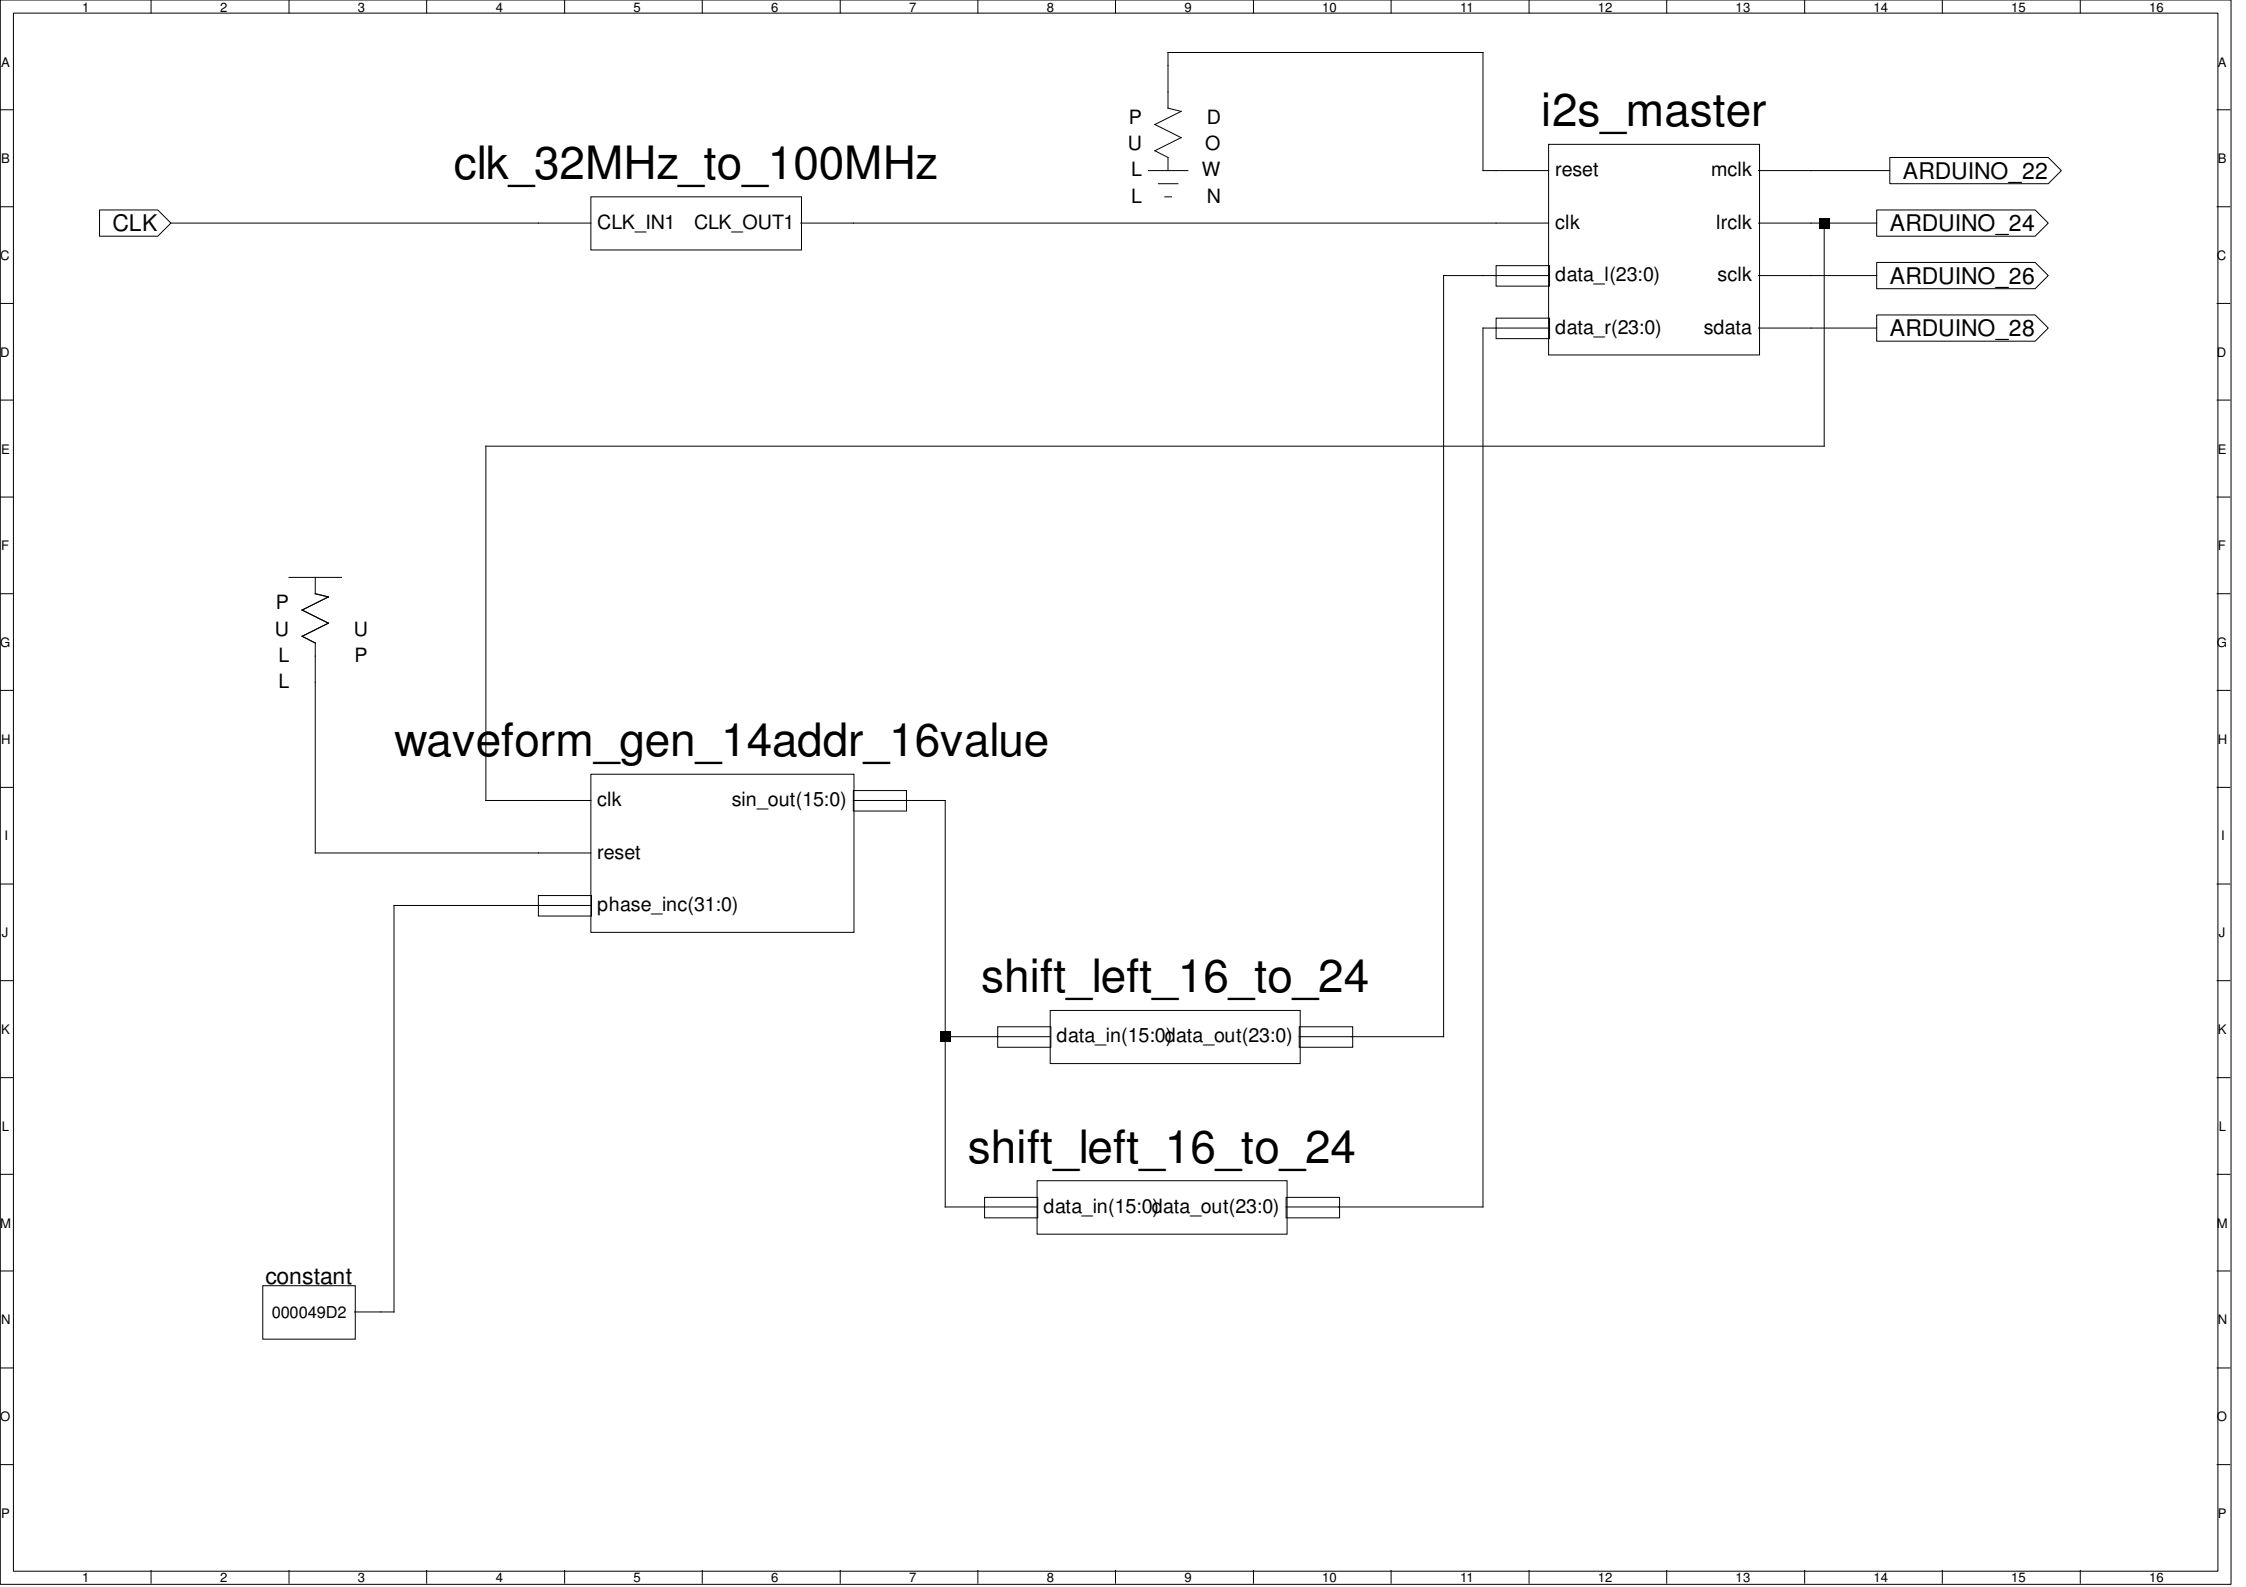 1 2 3 4 5 6 7 8 9 10 11 12 13 14 15 16
A A
i2s_master
P D
U O
L W
L N
B B
clk_32MHz_to_100MHz
reset mclk ARDUINO_22
CLK CLK_IN1 CLK_OUT1 clk lrclk ARDUINO_24
C C
data_l(23:0) sclk ARDUINO_26
data_r(23:0) sdata ARDUINO_28
D D
E E
F F
P
U U
L P
L
G G
waveform_gen_14addr_16value
H H
clk sin_out(15:0)
I I
reset
phase_inc(31:0)
J J
shift_left_16_to_24
K K
data_in(15:0) data_out(23:0)
L L
shift_left_16_to_24
data_in(15:0) data_out(23:0)
M M
constant
000049D2
N N
O O
P P
1 2 3 4 5 6 7 8 9 10 11 12 13 14 15 16